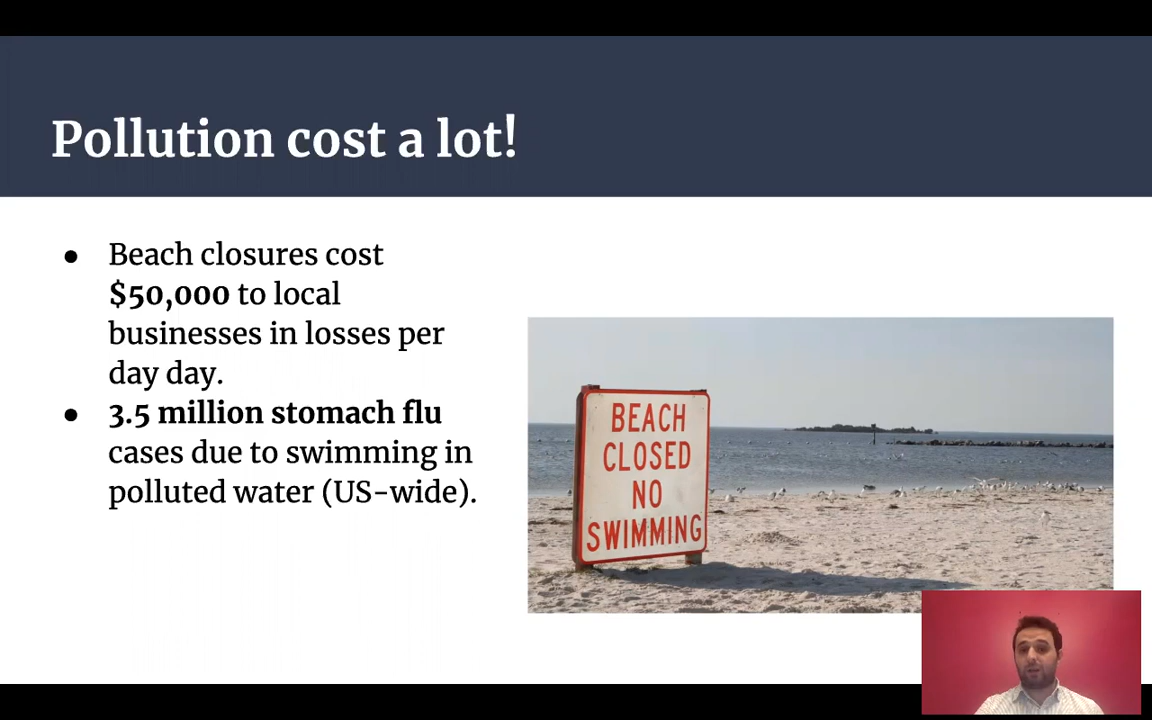 Pollution cost a lot!
● Beach closures cost
$50,000 to local
businesses in losses per
day day.
● 3.5 million stomach flu
cases due to swimming in
polluted water (US-wide).
BEACH
CLOSED
NO
SWIMMING